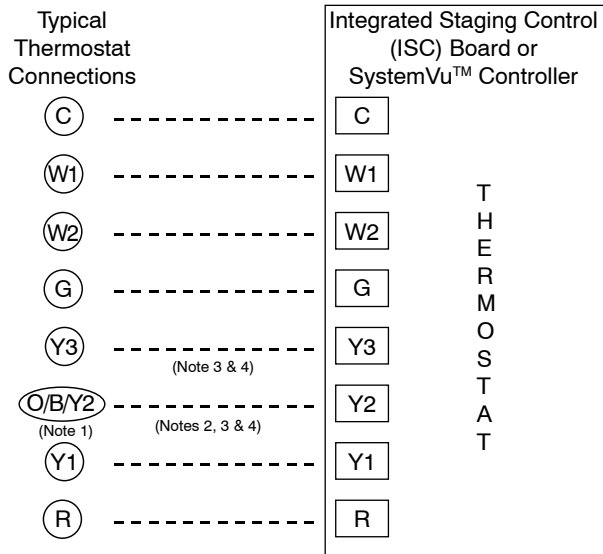 Typical
Thermostat
Connections
Integrated Staging Control
(ISC) Board or
SystemVu™ Controller
C
C
W1
W1
W2
W2
G
G
Y3
(Note 3 & 4)
Y3
O/B/Y2
(Note 1)
(Notes 2, 3 & 4)
Y2
Y1
Y1
R
R
THERMOSTAT